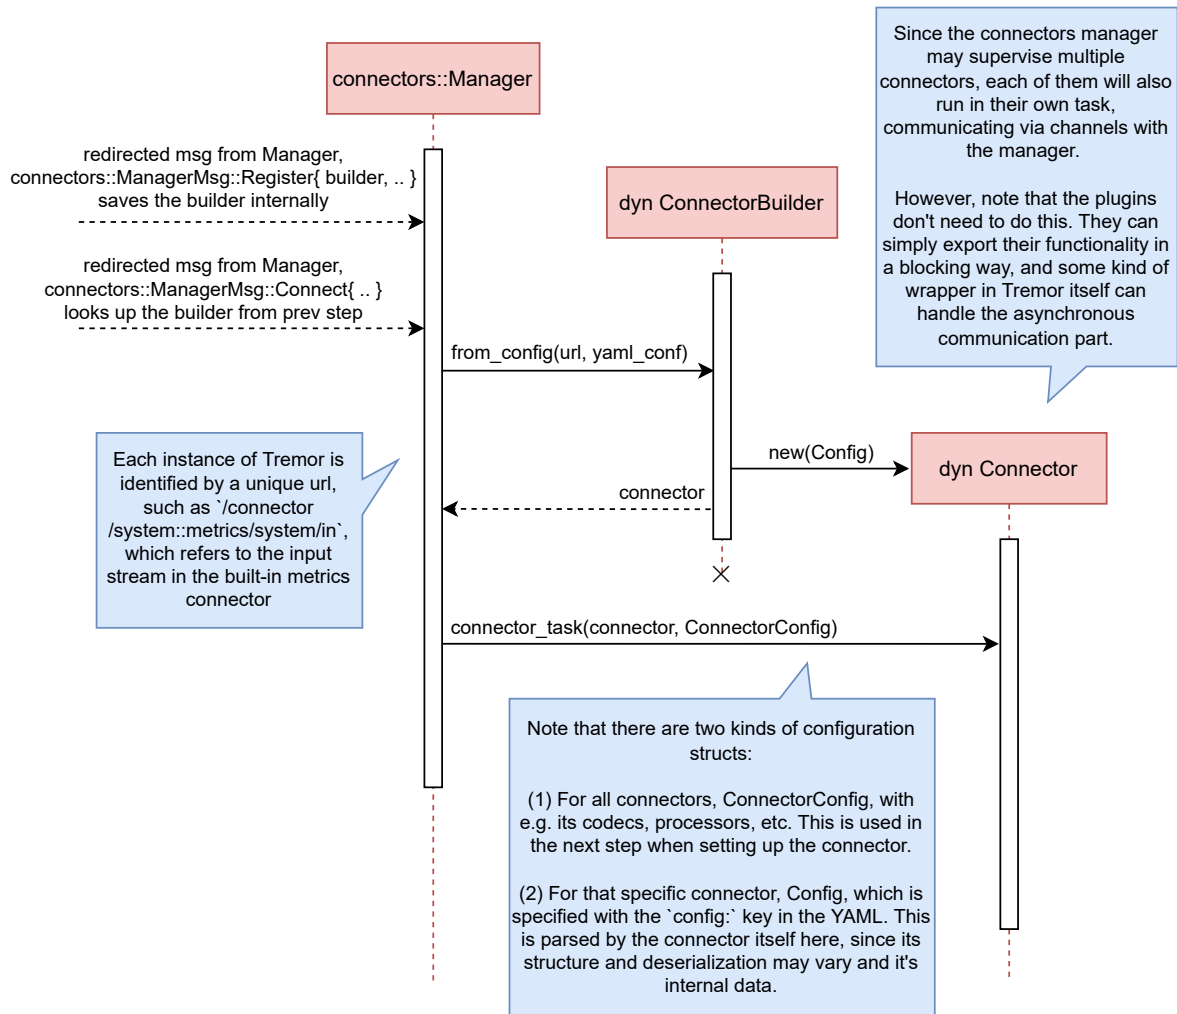 connectors::Manager
Since the connectors manager
may supervise multiple
connectors, each of them will also
run in their own task,
communicating via channels with
the manager.
However, note that the plugins
don't need to do this. They can
simply export their functionality in
a blocking way, and some kind of
wrapper in Tremor itself can
handle the asynchronous
communication part.
redirected msg from Manager,
connectors::ManagerMsg::Register{ builder, .. }
saves the builder internally
dyn ConnectorBuilder
redirected msg from Manager,
connectors::ManagerMsg::Connect{ .. }
looks up the builder from prev step
from_config(url, yaml_conf)
Each instance of Tremor is
identified by a unique url,
such as `/connector
/system::metrics/system/in`,
which refers to the input
stream in the built-in metrics
connector
new(Config)
dyn Connector
connector
connector_task(connector, ConnectorConfig)
Note that there are two kinds of configuration
structs:
(1) For all connectors, ConnectorConfig, with
e.g. its codecs, processors, etc. This is used in
the next step when setting up the connector.
(2) For that specific connector, Config, which is
specified with the `config:` key in the YAML. This
is parsed by the connector itself here, since its
structure and deserialization may vary and it's
internal data.